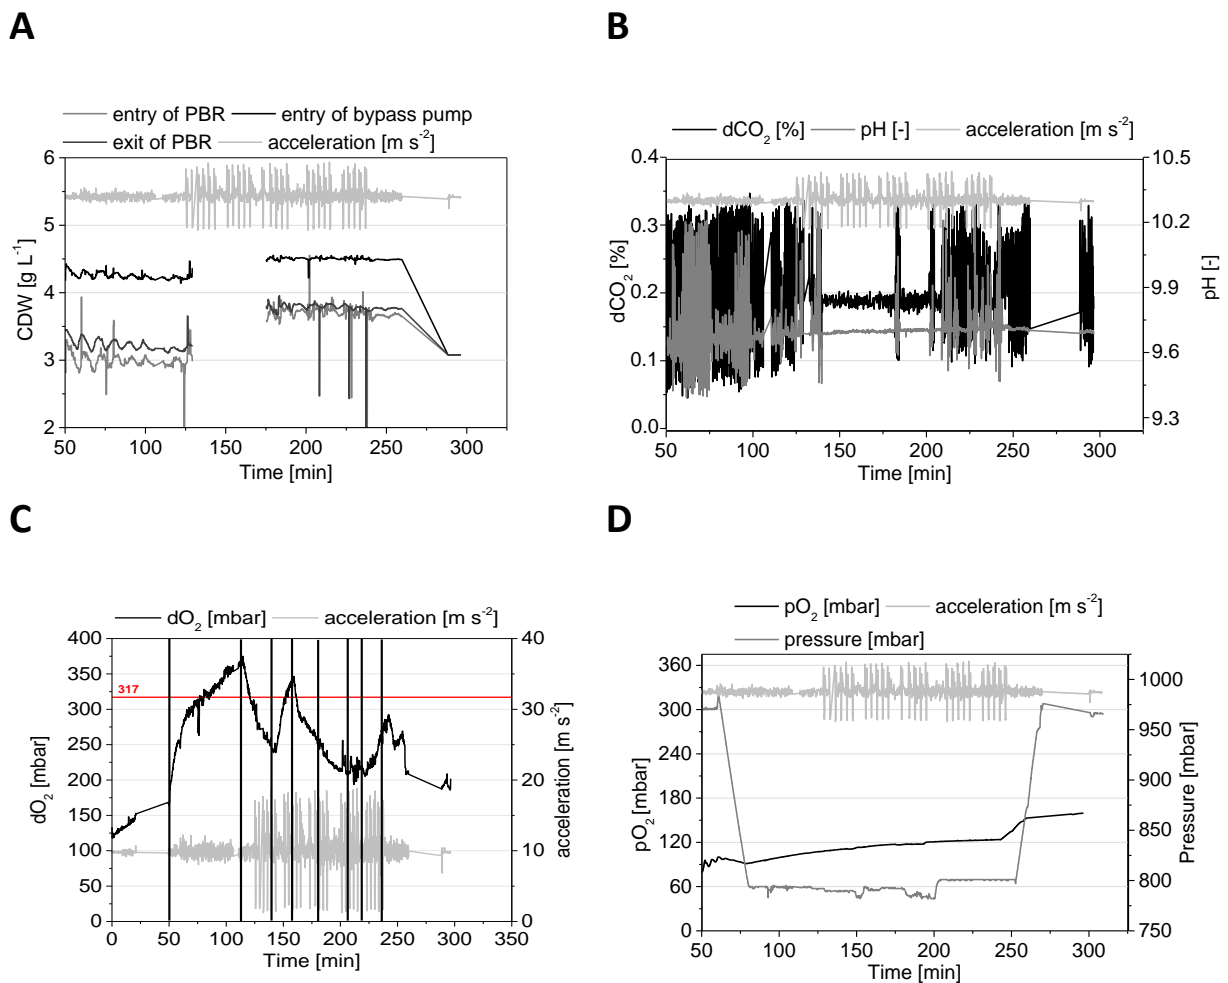 A
entry of PBR entry of bypass pump
exit of PBR acceleration [m s⁻²]
6
5
4
3
2
CDW [g L⁻¹]
50 100 150 200 250 300
Time [min]
B
dCO₂ [%] pH [-] acceleration [m s⁻²]
0.4
0.3
0.2
0.1
0.0
dCO₂ [%]
10.5
10.2
9.9
9.6
9.3
pH [-]
50 100 150 200 250 300
Time [min]
C
dO₂ [mbar] acceleration [m s⁻²]
400
350
300
250
200
150
100
50
0
dO₂ [mbar]
317
40
30
20
10
0
acceleration [m s⁻²]
0 50 100 150 200 250 300 350
Time [min]
D
pO₂ [mbar] acceleration [m s⁻²]
pressure [mbar]
360
300
240
180
120
60
0
pO₂ [mbar]
1000
950
900
850
800
750
Pressure [mbar]
50 100 150 200 250 300
Time [min]